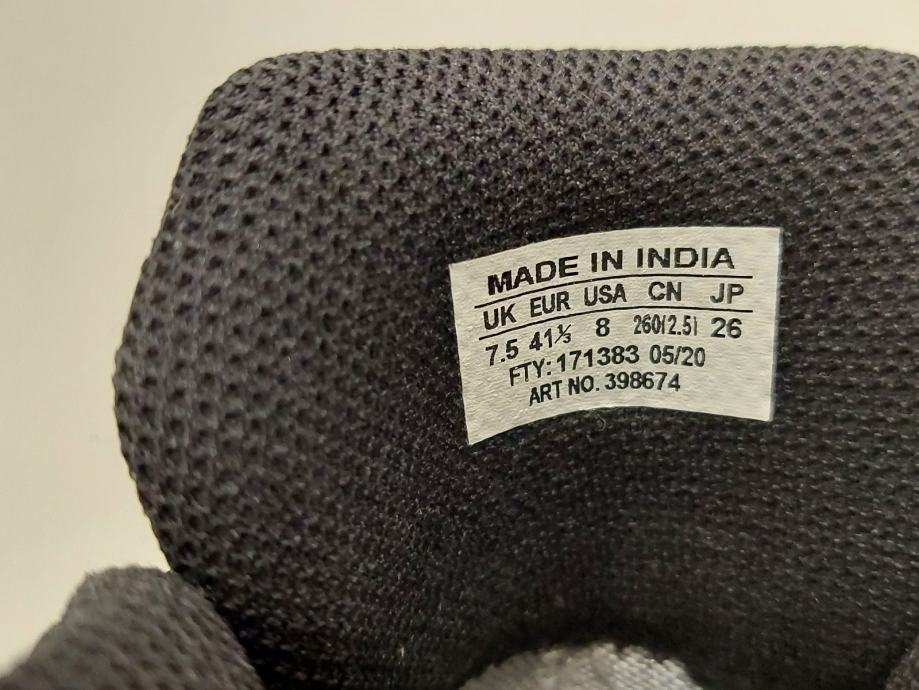 MADE IN INDIA
UK EUR USA CN JP
7.5 41⅓ 8 260(2.5) 26
FTY: 171383 05/20
ART NO. 398674